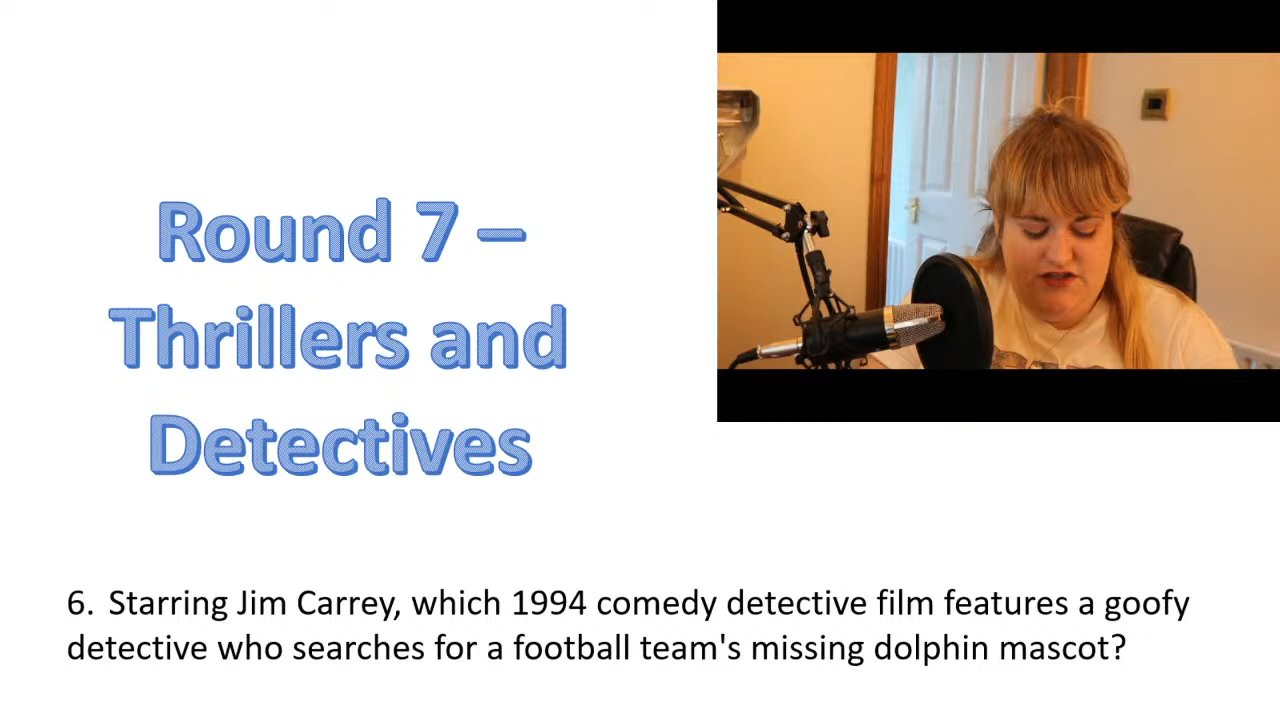 Round 7 –
Thrillers and
Detectives
6. Starring Jim Carrey, which 1994 comedy detective film features a goofy
detective who searches for a football team's missing dolphin mascot?